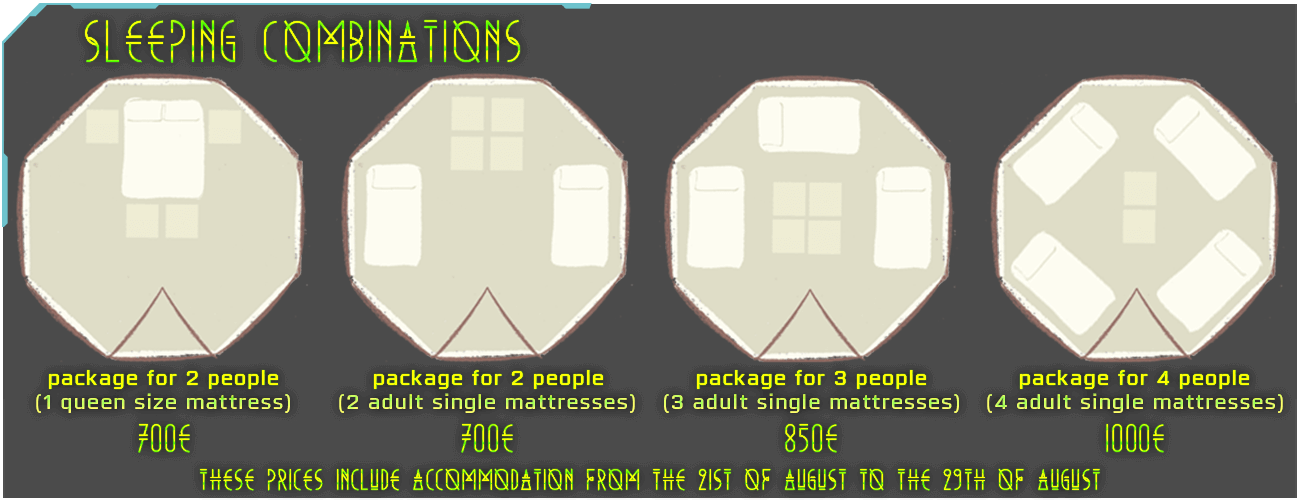 SLEEPING COMBINATIONS
package for 2 people
(1 queen size mattress)
700€
package for 2 people
(2 adult single mattresses)
700€
package for 3 people
(3 adult single mattresses)
850€
package for 4 people
(4 adult single mattresses)
1000€
THESE PRICES INCLUDE ACCOMMODATION FROM THE 21ST OF AUGUST TO THE 29TH OF AUGUST